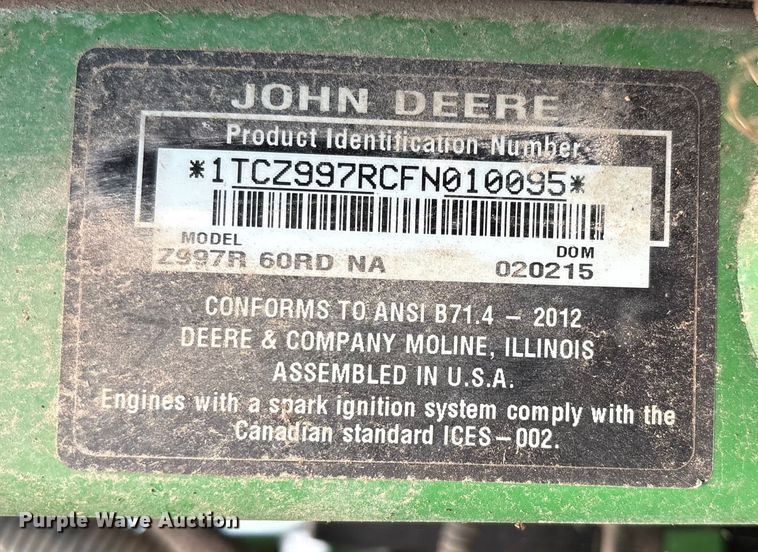 JOHN DEERE
Product Identification Number:
*1TCZ997RCFN010095*
MODEL DOM
Z997R 60RD NA 020215
CONFORMS TO ANSI B71.4 - 2012
DEERE & COMPANY MOLINE, ILLINOIS
ASSEMBLED IN U.S.A.
Engines with a spark ignition system comply with the
Canadian standard ICES-002.
Purple Wave Auction